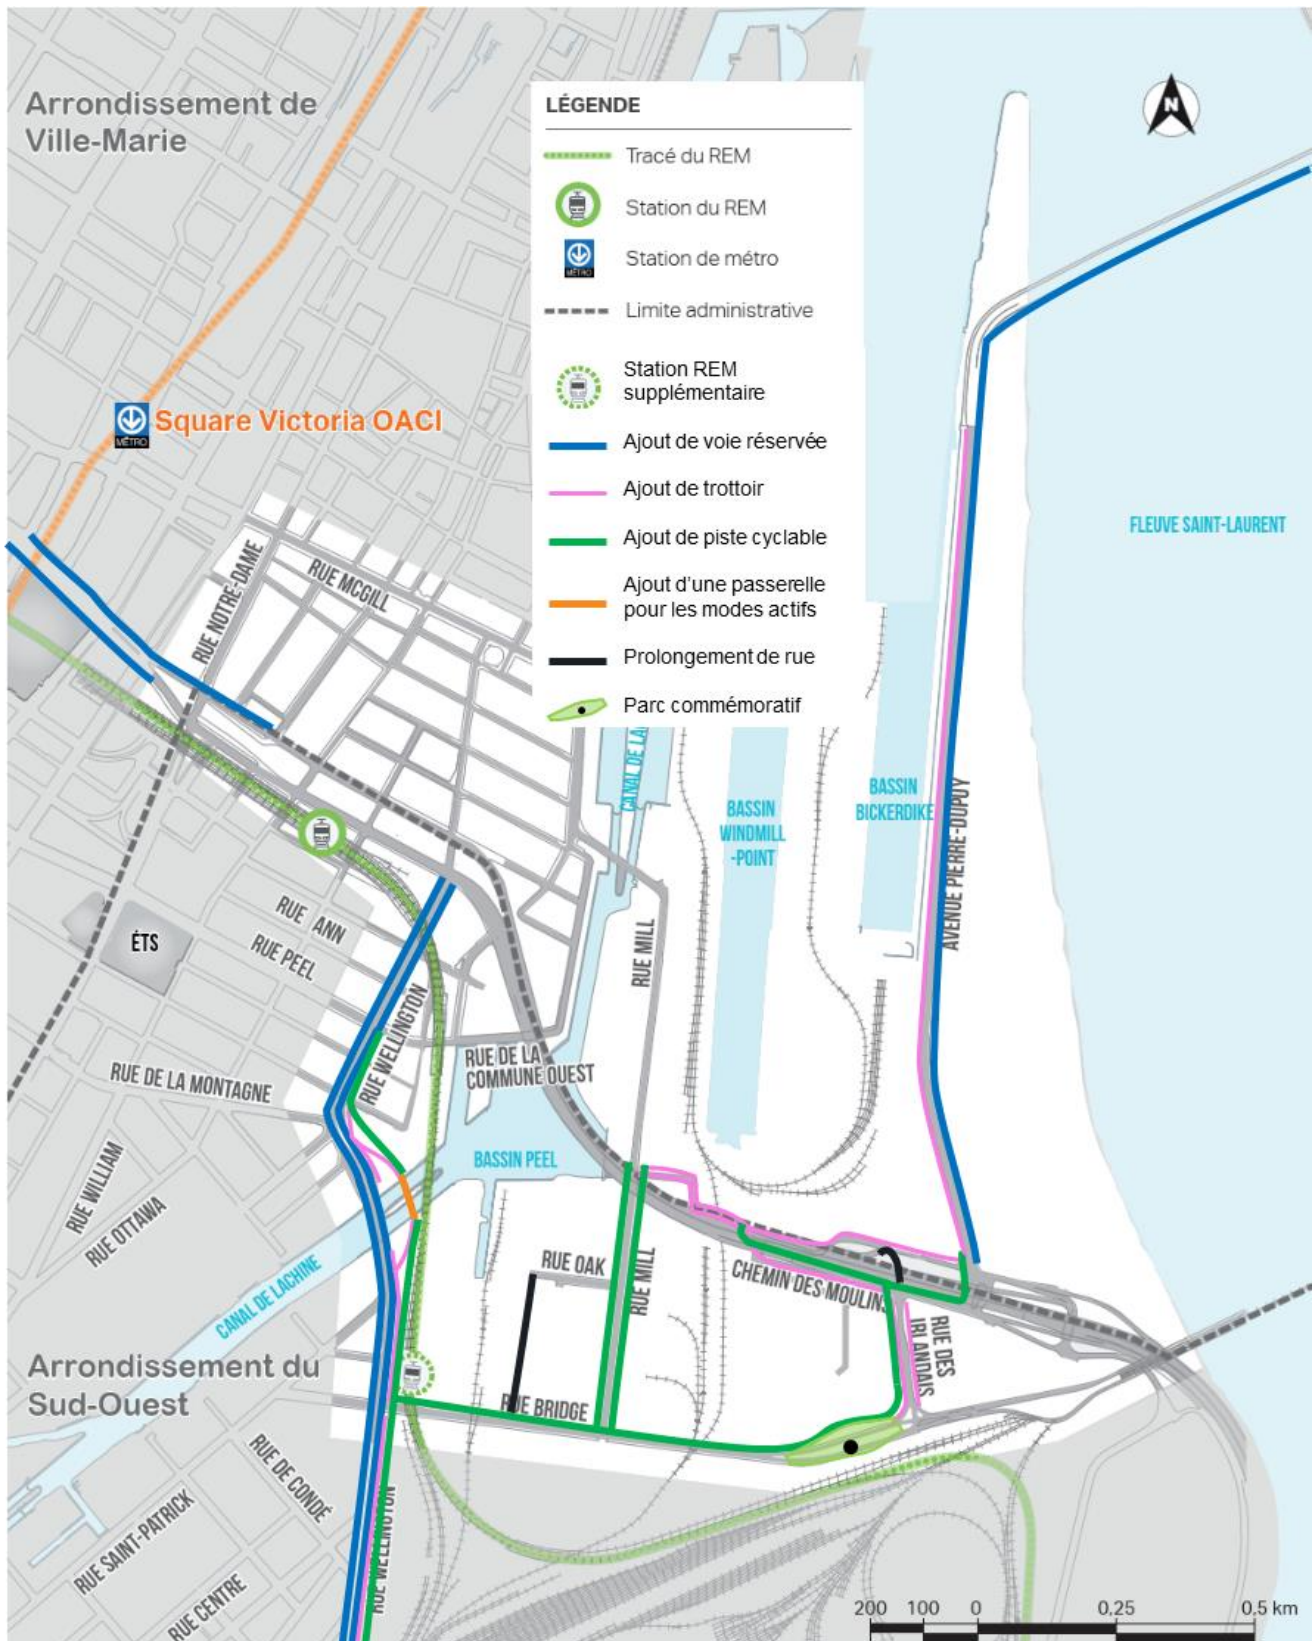 Arrondissement de
Ville-Marie
LÉGENDE
Tracé du REM
Station du REM
MÉTRO
Station de métro
Limite administrative
Station REM
supplémentaire
Ajout de voie réservée
Ajout de trottoir
Ajout de piste cyclable
Ajout d'une passerelle
pour les modes actifs
Prolongement de rue
Parc commémoratif
N
MÉTRO
Square Victoria OACI
FLEUVE SAINT-LAURENT
RUE NOTRE-DAME
RUE MCGILL
CANAL DE LA
BASSIN
WINDMILL
-POINT
BASSIN
BICKERDIKE
AVENUE PIERRE-DUPUY
RUE ANN
RUE PEEL
ÉTS
RUE MILL
RUE WELLINGTON
RUE DE LA
COMMUNE OUEST
RUE DE LA MONTAGNE
BASSIN PEEL
RUE WILLIAM
RUE OTTAWA
RUE OAK
RUE MILL
CHEMIN DES MOULINS
CANAL DE LACHINE
RUE DES
IRLANDAIS
Arrondissement du
Sud-Ouest
RUE BRIDGE
RUE DE CONDÉ
RUE SAINT-PATRICK
RUE WELLINGTON
RUE CENTRE
200 100 0 0,25 0.5 km